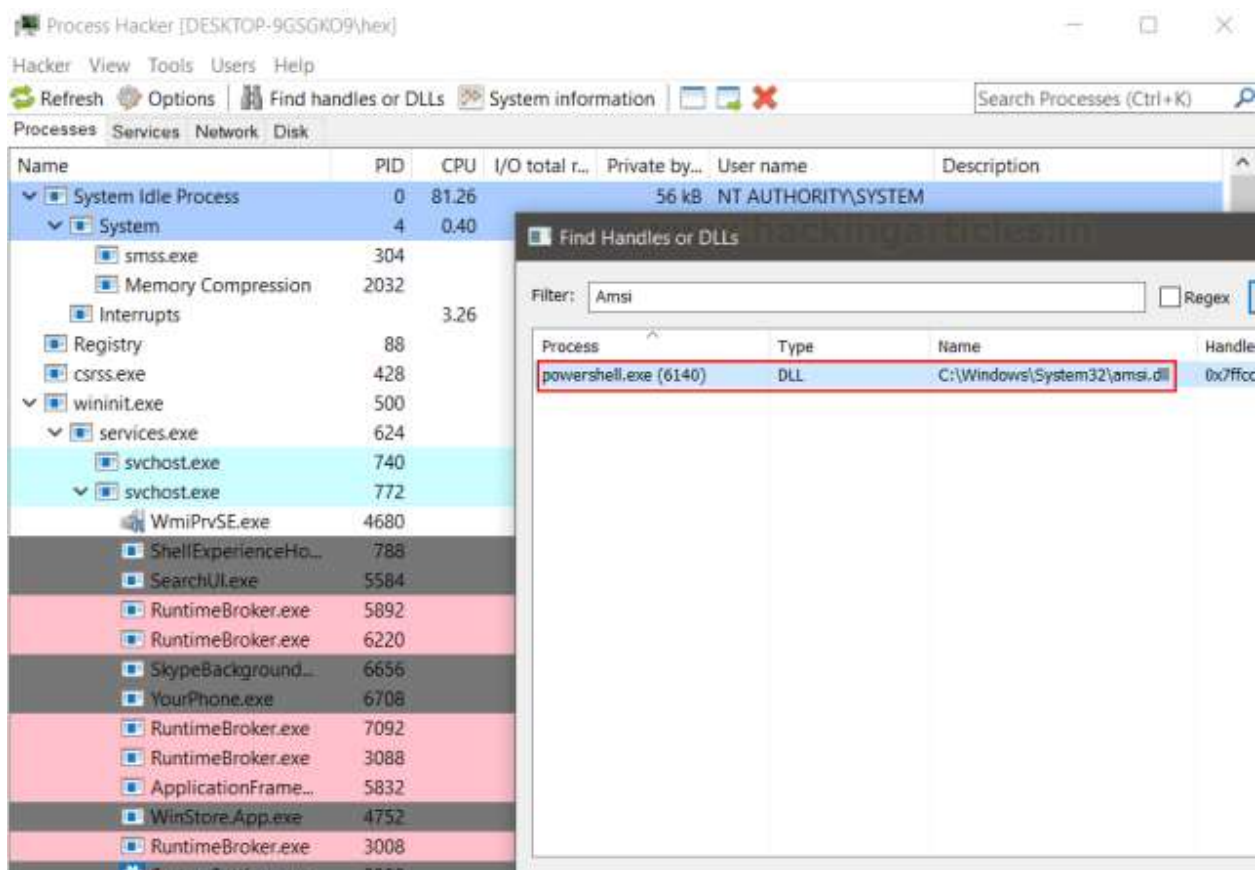 Process Hacker [DESKTOP-9GSGKO9\hex]
Hacker View Tools Users Help
Refresh Options Find handles or DLLs System information Search Processes (Ctrl+K)
Processes Services Network Disk
Name PID CPU I/O total r... Private by... User name Description
System Idle Process 0 81.26 56 kB NT AUTHORITY\SYSTEM
System 4 0.40
Find Handles or DLLs hackingarticles.in
smss.exe 304
Memory Compression 2032
Filter: Amsi Regex
Interrupts 3.26
Registry 88
Process Type Name Handle
csrss.exe 428
powershell.exe (6140) DLL C:\Windows\System32\amsi.dll 0x7ffcc
wininit.exe 500
services.exe 624
svchost.exe 740
svchost.exe 772
WmiPrvSE.exe 4680
ShellExperienceHo... 788
SearchUI.exe 5584
RuntimeBroker.exe 5892
RuntimeBroker.exe 6220
SkypeBackground... 6656
YourPhone.exe 6708
RuntimeBroker.exe 7092
RuntimeBroker.exe 3088
ApplicationFrame... 5832
WinStore.App.exe 4752
RuntimeBroker.exe 3008